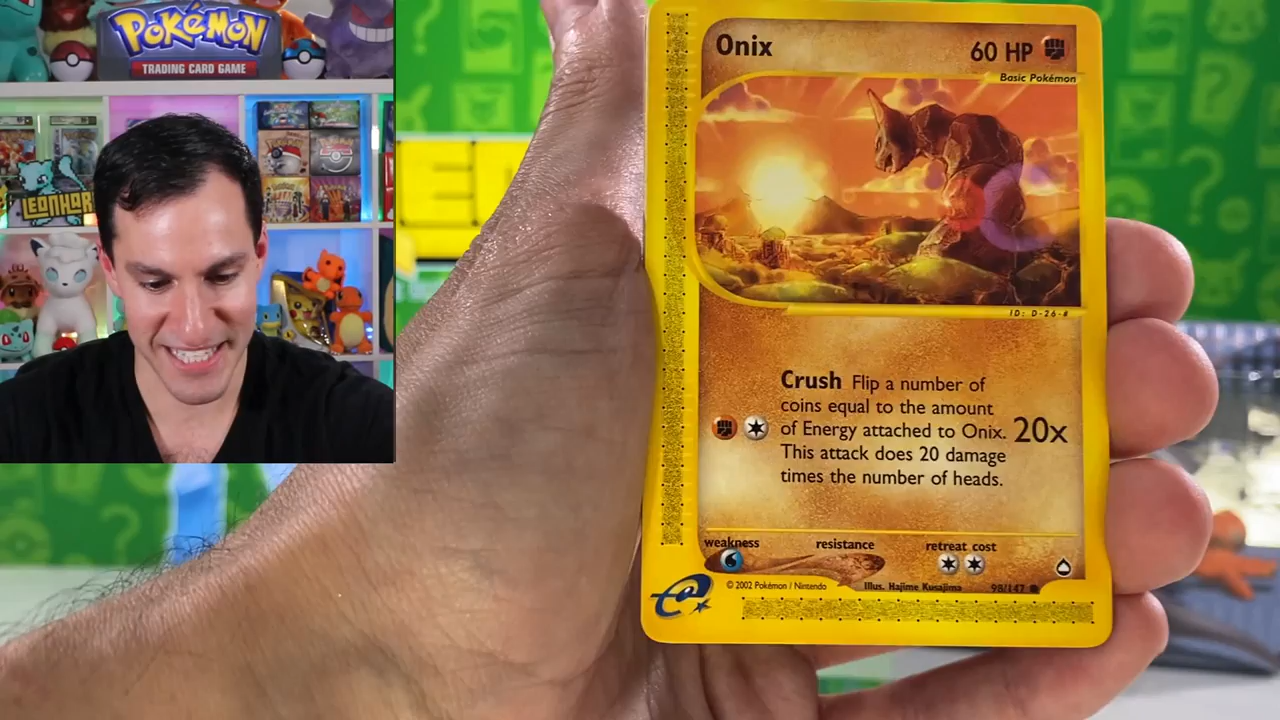 POKÉMON
TRADING CARD GAME
LEONHAR
Onix
60 HP
Basic Pokémon
ID: D-26-#
Crush Flip a number of
coins equal to the amount
of Energy attached to Onix.
This attack does 20 damage
times the number of heads.
20x
weakness
resistance
retreat cost
© 2002 Pokémon / Nintendo
Illus. Hajime Kusajima
98/147
e